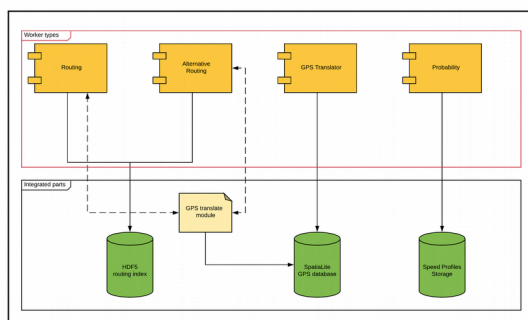 Worker types
Routing
Alternative
Routing
GPS Translator
Probability
Integrated parts
GPS translate
module
HDF5
routing index
SpatiaLite
GPS database
Speed Profiles
Storage